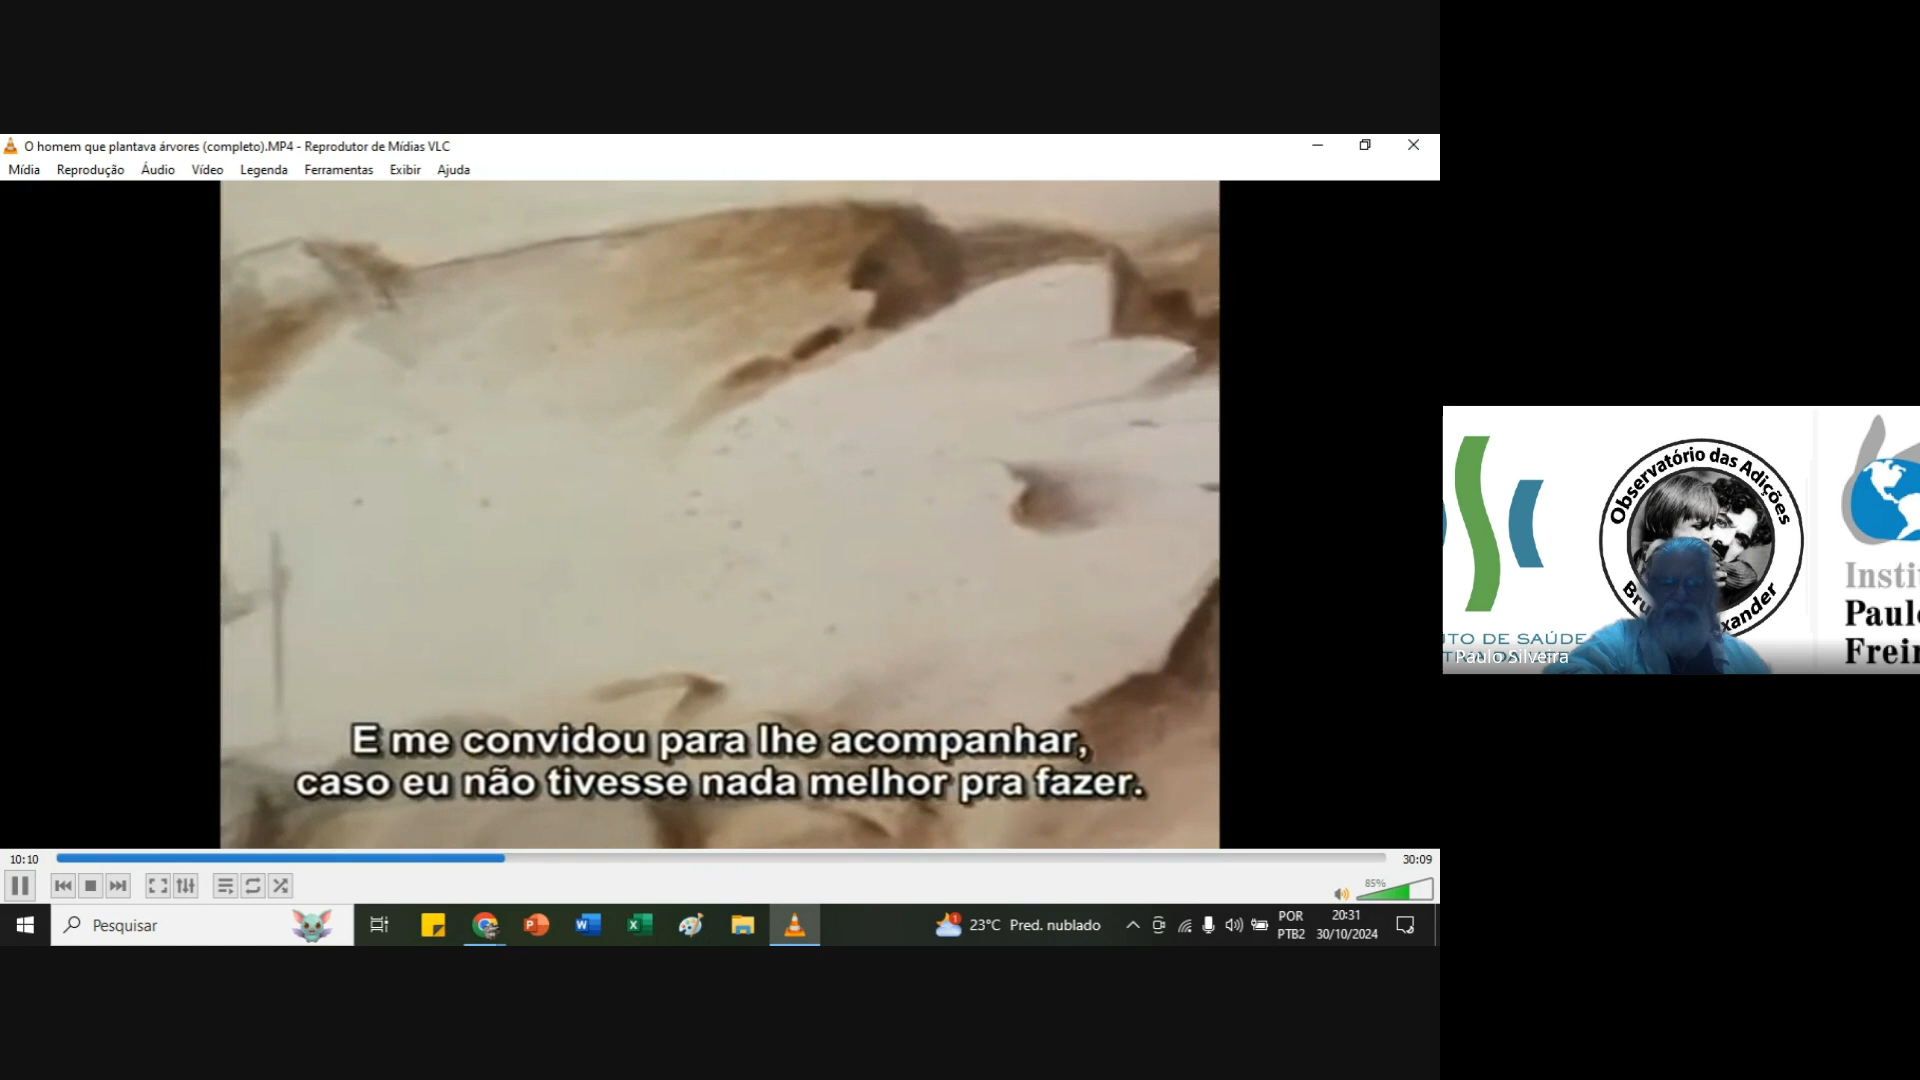 O homem que plantava árvores (completo).MP4 - Reprodutor de Mídias VLC
Mídia Reprodução Áudio Vídeo Legenda Ferramentas Exibir Ajuda
E me convidou para lhe acompanhar,
caso eu não tivesse nada melhor pra fazer.
10:10
30:09
85%
Pesquisar
23°C Pred. nublado
POR
PTB2
20:31
30/10/2024
Observatório das Adições
Bru
xander
TO DE SAÚDE
Paulo Silveira
Insti
Paul
Freir